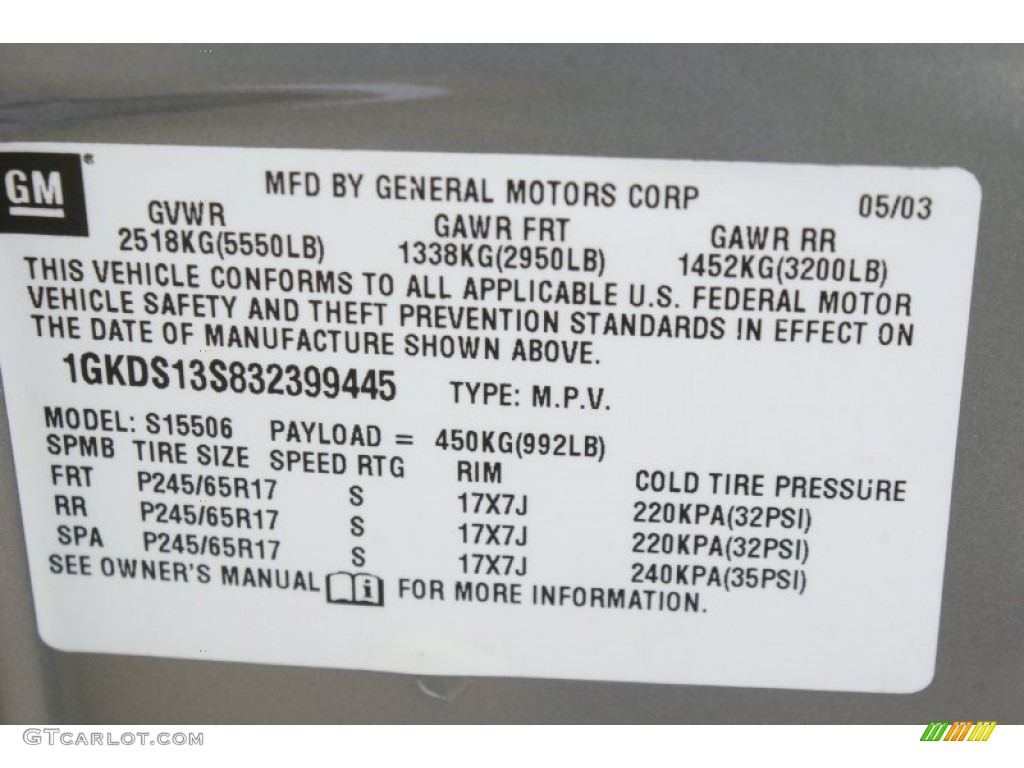 GM®
MFD BY GENERAL MOTORS CORP 05/03
GVWR GAWR FRT GAWR RR
2518KG(5550LB) 1338KG(2950LB) 1452KG(3200LB)
THIS VEHICLE CONFORMS TO ALL APPLICABLE U.S. FEDERAL MOTOR
VEHICLE SAFETY AND THEFT PREVENTION STANDARDS IN EFFECT ON
THE DATE OF MANUFACTURE SHOWN ABOVE.
1GKDS13S832399445 TYPE: M.P.V.
MODEL: S15506 PAYLOAD = 450KG(992LB)
SPMB TIRE SIZE SPEED RTG RIM COLD TIRE PRESSURE
FRT P245/65R17 S 17X7J 220KPA(32PSI)
RR P245/65R17 S 17X7J 220KPA(32PSI)
SPA P245/65R17 S 17X7J 240KPA(35PSI)
SEE OWNER'S MANUAL i FOR MORE INFORMATION.
GTCarlot.com